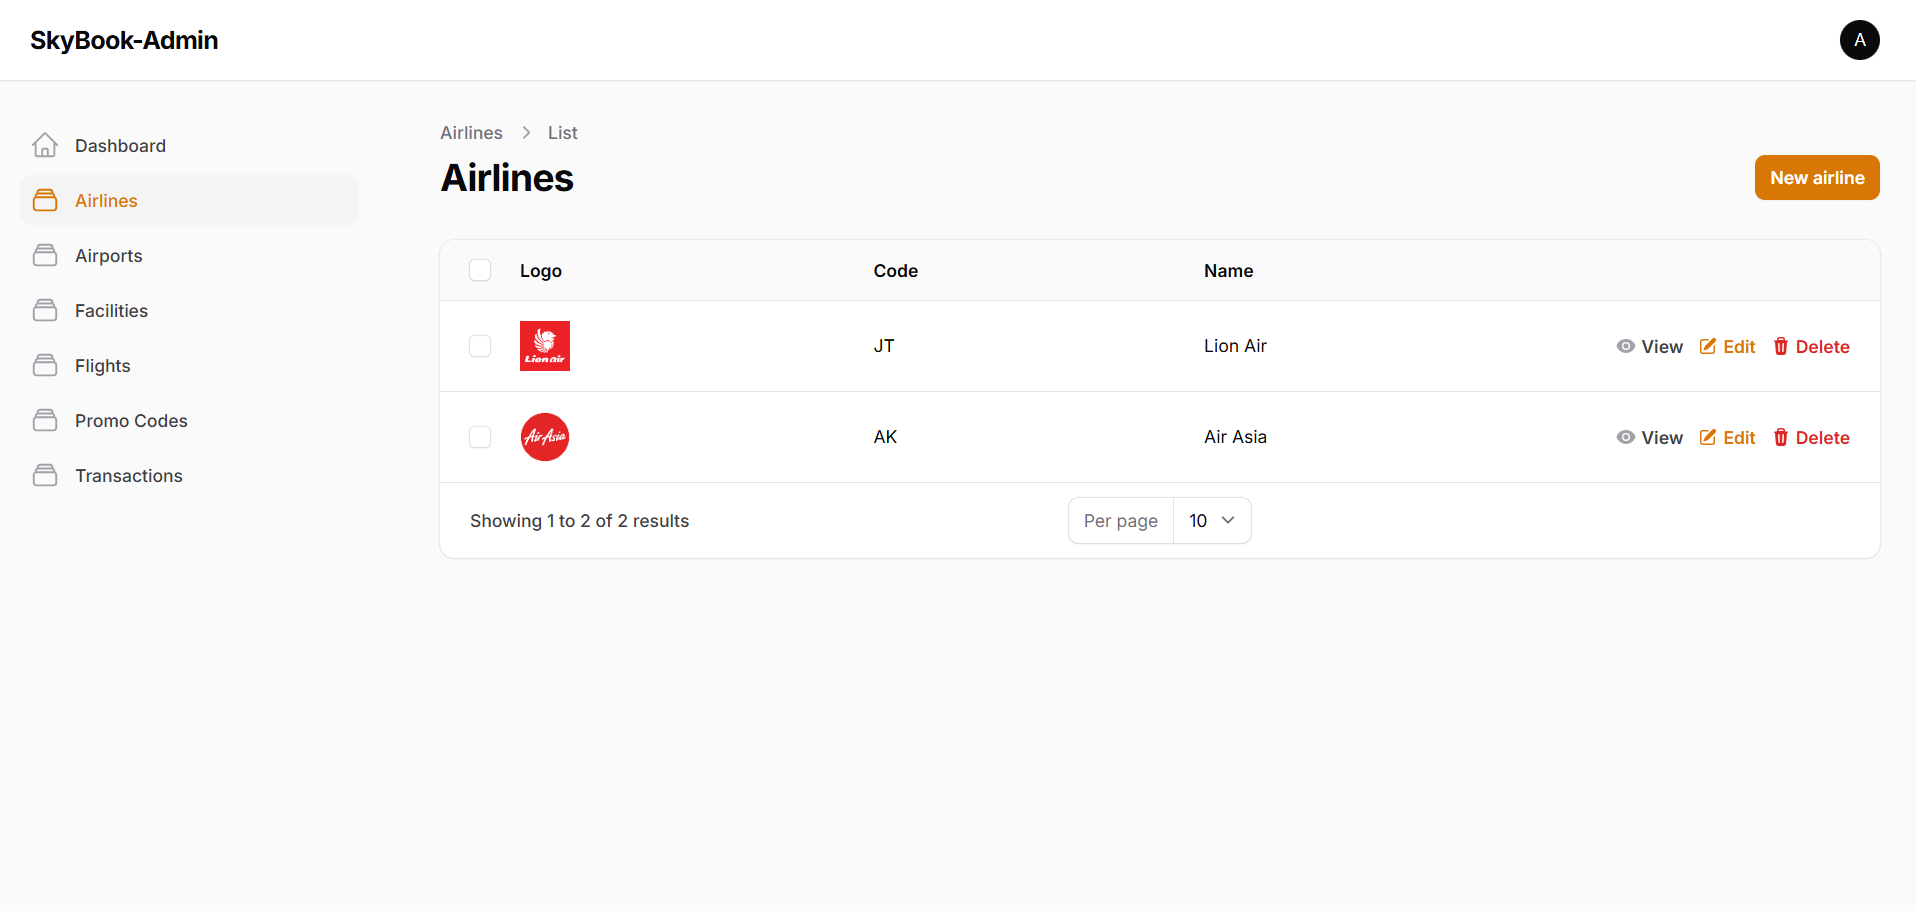 SkyBook-Admin
A
Dashboard
Airlines
Airports
Facilities
Flights
Promo Codes
Transactions
Airlines > List
Airlines
New airline
Logo Code Name
Lion air JT Lion Air View Edit Delete
AirAsia AK Air Asia View Edit Delete
Showing 1 to 2 of 2 results Per page 10